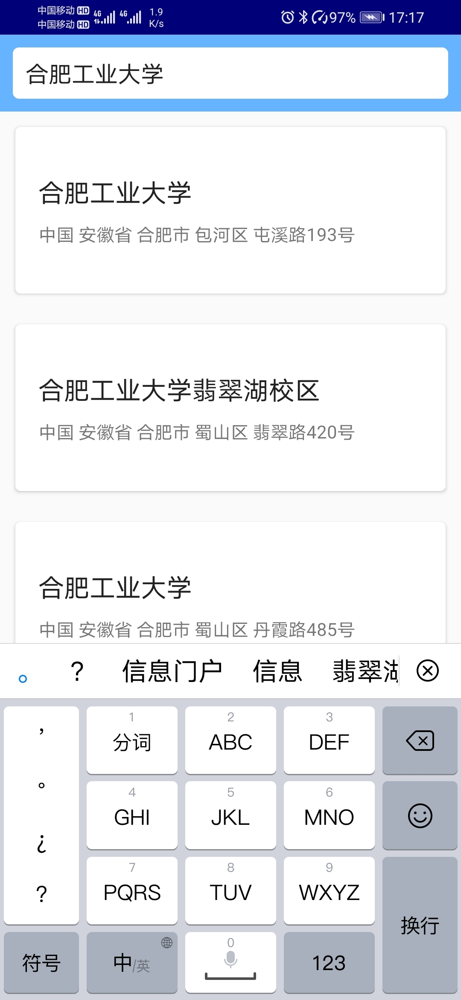 中国移动 HD 4G 4G 1.9 97% 17:17
中国移动 HD K/s
合肥工业大学
合肥工业大学
中国 安徽省 合肥市 包河区 屯溪路193号
合肥工业大学翡翠湖校区
中国 安徽省 合肥市 蜀山区 翡翠路420号
合肥工业大学
中国 安徽省 合肥市 蜀山区 丹霞路485号
。 ? 信息门户 信息 翡翠湖
, 1 2 3
分词 ABC DEF
。 4 5 6
GHI JKL MNO
¿ 7 8 9
? PQRS TUV WXYZ
换行
符号 中/英 0 123